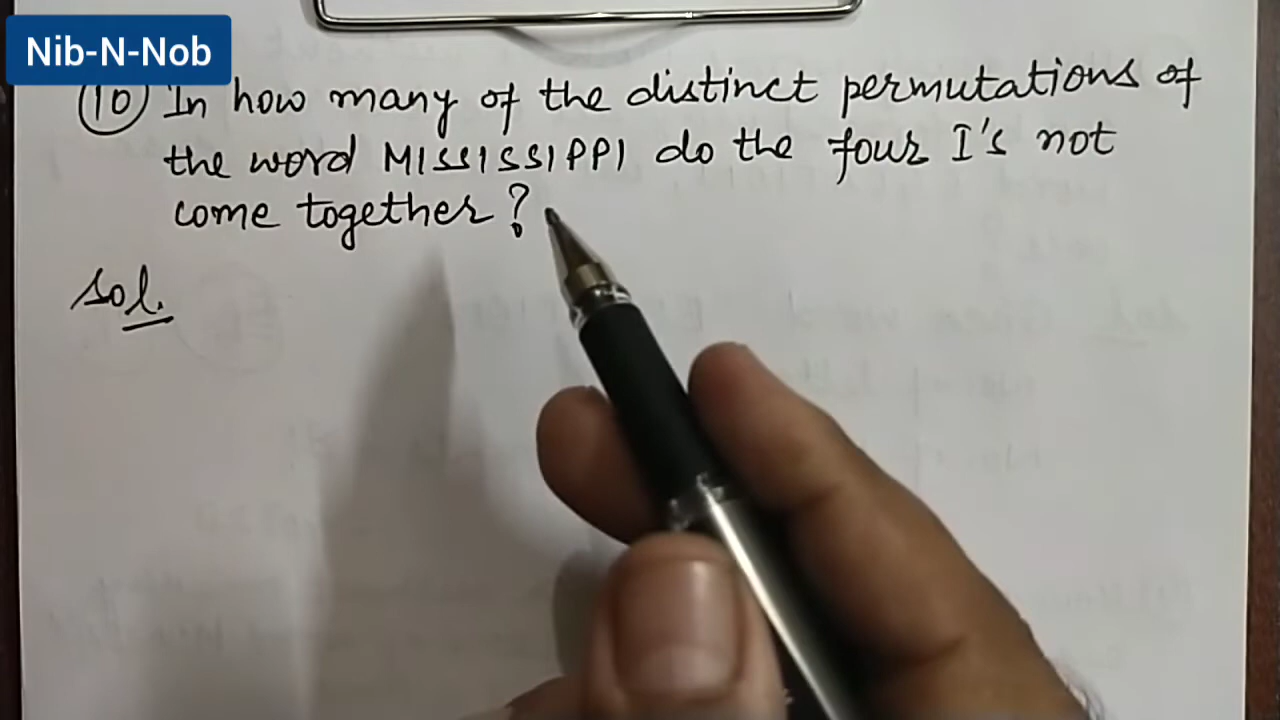 Nib-N-Nob
(10) In how many of the distinct permutations of
the word MISSISSIPPI do the four I's not
come together?
Sol.